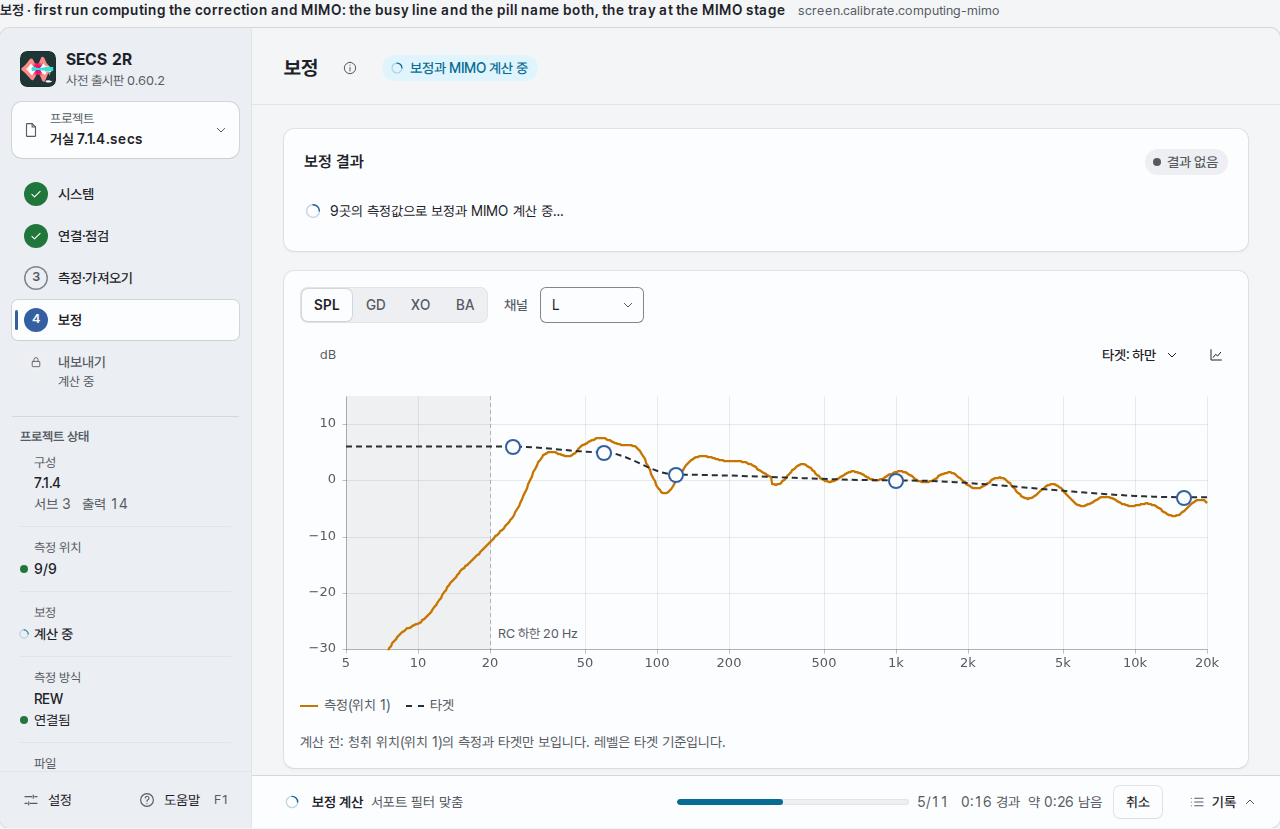 보정 · first run computing the correction and MIMO: the busy line and the pill name both, the tray at the MIMO stage screen.calibrate.computing-mimo
SECS 2R
사전 출시판 0.60.2
프로젝트
거실 7.1.4.secs
시스템
연결·점검
3 측정·가져오기
4 보정
내보내기
계산 중
프로젝트 상태
구성
7.1.4
서브 3 출력 14
측정 위치
9/9
보정
계산 중
측정 방식
REW
연결됨
파일
설정
도움말 F1
보정
보정과 MIMO 계산 중
보정 결과
결과 없음
9곳의 측정값으로 보정과 MIMO 계산 중...
SPL GD XO BA 채널 L
dB
타겟: 하만
10
0
−10
−20
−30
RC 하한 20 Hz
5 10 20 50 100 200 500 1k 2k 5k 10k 20k
측정(위치 1) 타겟
계산 전: 청취 위치(위치 1)의 측정과 타겟만 보입니다. 레벨은 타겟 기준입니다.
보정 계산 서포트 필터 맞춤
5/11 0:16 경과 약 0:26 남음 취소 기록